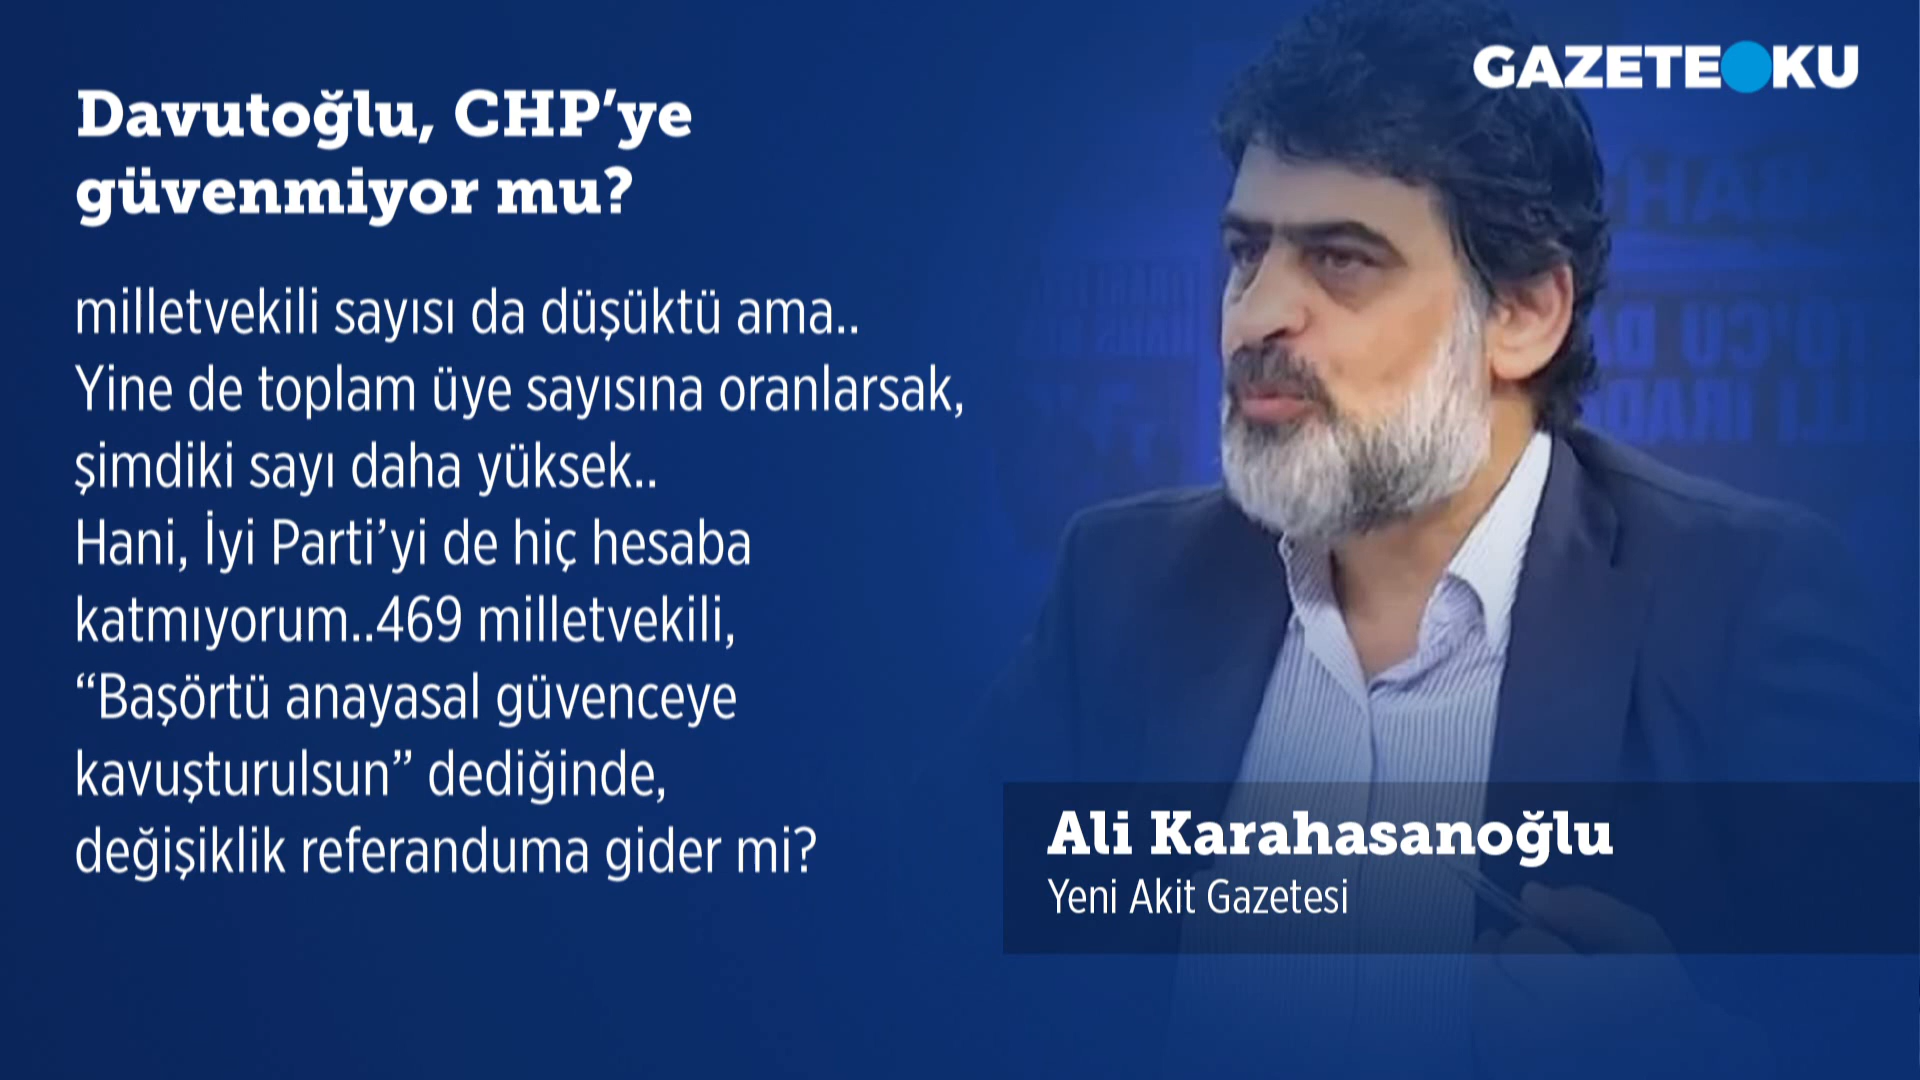 GAZETE OKU
Davutoğlu, CHP’ye
güvenmiyor mu?
milletvekili sayısı da düşüktü ama..
Yine de toplam üye sayısına oranlarsak,
şimdiki sayı daha yüksek..
Hani, İyi Parti’yi de hiç hesaba
katmıyorum..469 milletvekili,
“Başörtü anayasal güvenceye
kavuşturulsun” dediğinde,
değişiklik referanduma gider mi?
Ali Karahasanoğlu
Yeni Akit Gazetesi